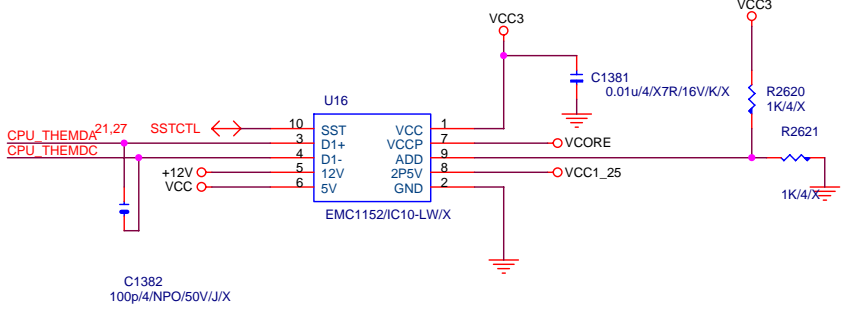 VCC3
VCC3
C1381
0.01u/4/X7R/16V/K/X
R2620
1K/4/X
U16
R2621
21,27
SSTCTL
10
SST
VCC
1
CPU_THEMDA
3
D1+
VCCP
7
VCORE
CPU_THEMDC
4
D1-
ADD
9
+12V
5
12V
2P5V
8
VCC1_25
VCC
6
5V
GND
2
1K/4/X
EMC1152/IC10-LW/X
C1382
100p/4/NPO/50V/J/X